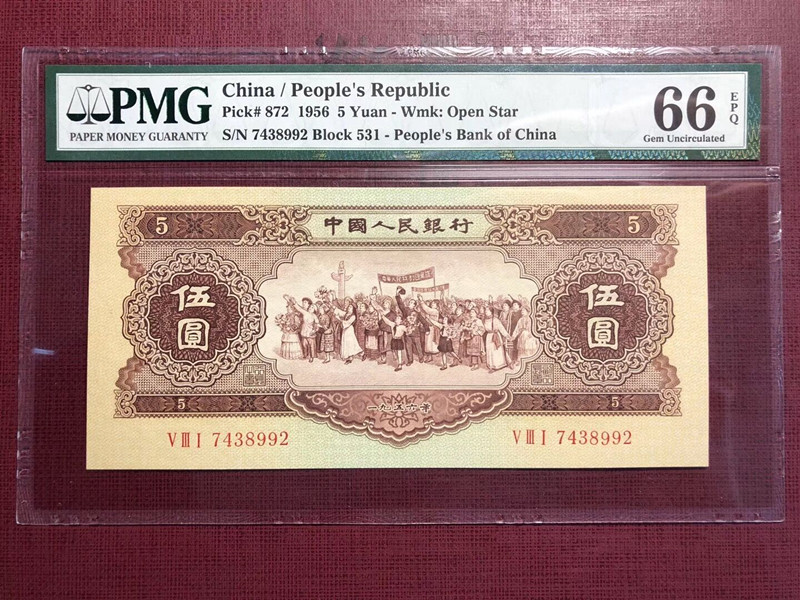 PMG
PAPER MONEY GUARANTY
China / People's Republic
Pick# 872 1956 5 Yuan - Wmk: Open Star
S/N 7438992 Block 531 - People's Bank of China
66
EPQ
Gem Uncirculated
5
中國人民銀行
5
伍圓
伍圓
5
一九五六年
5
V III I 7438992
V III I 7438992